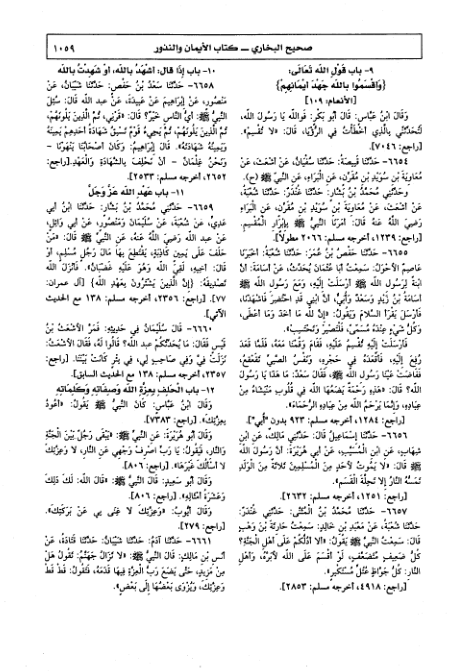 صحيح البخاري ــ كتاب الأيمان والنذور
١٠٥٩
٩- باب قَوْلِ اللهِ تَعَالَى:
﴿وَأَقْسَمُوا بِاللهِ جَهْدَ أَيْمَانِهِمْ﴾
[الأنعام: ١٠٩]
وَقَالَ ابنُ عباسٍ: قَالَ أَبُو بَكْرٍ: فَوَاللهِ يَا رَسُولَ اللهِ،
لَتُحَدِّثَنِّي بِالَّذِي أَخْطَأْتُ فِي الرُّؤْيَا، قَالَ: «لَا تُقْسِمْ».
[راجع: ٧٠٤٦]
٦٦٥٤- حَدَّثَنَا قَبِيصَةُ: حَدَّثَنَا سُفْيَانُ، عَنْ أَشْعَثَ، عَنْ
مُعَاوِيَةَ بْنِ سُوَيْدِ بْنِ مُقَرِّنٍ، عَنِ الْبَرَاءِ، عَنِ النَّبِيِّ ﷺ (ح).
وحَدَّثَنِي مُحَمَّدُ بْنُ بَشَّارٍ: حَدَّثَنَا غُنْدَرٌ: حَدَّثَنَا شُعْبَةُ،
عَنْ أَشْعَثَ، عَنْ مُعَاوِيَةَ بْنِ سُوَيْدِ بْنِ مُقَرِّنٍ، عَنِ الْبَرَاءِ
رَضِيَ اللهُ عَنْهُ قَالَ: أَمَرَنَا النَّبِيُّ ﷺ بِإِبْرَارِ الْمُقْسِمِ.
[راجع: ١٢٣٩، أخرجه مسلم: ٢٠٦٦ مطولاً].
٦٦٥٥- حَدَّثَنَا حَفْصُ بْنُ عُمَرَ: حَدَّثَنَا شُعْبَةُ: أَخْبَرَنَا
عَاصِمٌ الأَحْوَلُ: سَمِعْتُ أَبَا عُثْمَانَ يُحَدِّثُ، عَنْ أُسَامَةَ: أَنَّ
ابْنَةً لِرَسُولِ اللهِ ﷺ أَرْسَلَتْ إِلَيْهِ، وَمَعَ رَسُولِ اللهِ ﷺ
أُسَامَةُ بْنُ زَيْدٍ وَسَعْدٌ وَأُبَيٌّ، أَنَّ ابْنِي قَدِ احْتُضِرَ فَاشْهَدْنَا،
فَأَرْسَلَ يَقْرَأُ السَّلَامَ وَيَقُولُ: «إِنَّ لِلهِ مَا أَخَذَ وَمَا أَعْطَى،
وَكُلُّ شَيْءٍ عِنْدَهُ مُسَمًّى، فَلْتَصْبِرْ وَتَحْتَسِبْ».
فَأَرْسَلَتْ إِلَيْهِ تُقْسِمُ عَلَيْهِ، فَقَامَ وَقُمْنَا مَعَهُ، فَلَمَّا قَعَدَ
رُفِعَ إِلَيْهِ، فَأَقْعَدَهُ فِي حَجْرِهِ، وَنَفْسُ الصَّبِيِّ تَقَعْقَعُ،
فَفَاضَتْ عَيْنَا رَسُولِ اللهِ ﷺ، فَقَالَ سَعْدٌ: مَا هَذَا يَا رَسُولَ
اللهِ؟ قَالَ: «هَذِهِ رَحْمَةٌ يَضَعُهَا اللهُ فِي قُلُوبِ مَنْ يَشَاءُ مِنْ
عِبَادِهِ، وَإِنَّمَا يَرْحَمُ اللهُ مِنْ عِبَادِهِ الرُّحَمَاءَ».
[راجع: ١٢٨٤، أخرجه مسلم: ٩٢٣ بدون «أُبي»]
٦٦٥٦- حَدَّثَنَا إِسْمَاعِيلُ قَالَ: حَدَّثَنِي مَالِكٌ، عَنِ ابْنِ
شِهَابٍ، عَنِ ابْنِ الْمُسَيَّبِ، عَنْ أَبِي هُرَيْرَةَ: أَنَّ رَسُولَ اللهِ
ﷺ قَالَ: «لَا يَمُوتُ لِأَحَدٍ مِنَ الْمُسْلِمِينَ ثَلَاثَةٌ مِنَ الْوَلَدِ
تَمَسُّهُ النَّارُ إِلَّا تَحِلَّةَ الْقَسَمِ».
[راجع: ١٢٥١، أخرجه مسلم: ٢٦٣٢]
٦٦٥٧- حَدَّثَنَا مُحَمَّدُ بْنُ الْمُثَنَّى: حَدَّثَنِي غُنْدَرٌ:
حَدَّثَنَا شُعْبَةُ، عَنْ مَعْبَدِ بْنِ خَالِدٍ: سَمِعْتُ حَارِثَةَ بْنَ وَهْبٍ
قَالَ: سَمِعْتُ النَّبِيَّ ﷺ يَقُولُ: «أَلَا أَدُلُّكُمْ عَلَى أَهْلِ الْجَنَّةِ؟
كُلُّ ضَعِيفٍ مُتَضَعَّفٍ، لَوْ أَقْسَمَ عَلَى اللهِ لَأَبَرَّهُ، وَأَهْلِ
النَّارِ: كُلُّ جَوَّاظٍ عُتُلٍّ مُسْتَكْبِرٍ».
[راجع: ٤٩١٨، أخرجه مسلم: ٢٨٥٣].
١٠- باب إِذَا قَالَ: أَشْهَدُ بِاللهِ، أَوْ شَهِدْتُ بِاللهِ
٦٦٥٨- حَدَّثَنَا سَعْدُ بْنُ حَفْصٍ: حَدَّثَنَا شَيْبَانُ، عَنْ
مَنْصُورٍ، عَنْ إِبْرَاهِيمَ، عَنْ عَبِيدَةَ، عَنْ عَبْدِ اللهِ قَالَ: سُئِلَ
النَّبِيُّ ﷺ: أَيُّ النَّاسِ خَيْرٌ؟ قَالَ: «قَرْنِي، ثُمَّ الَّذِينَ يَلُونَهُمْ،
ثُمَّ الَّذِينَ يَلُونَهُمْ، ثُمَّ يَجِيءُ قَوْمٌ تَسْبِقُ شَهَادَةُ أَحَدِهِمْ يَمِينَهُ
وَيَمِينُهُ شَهَادَتَهُ». قَالَ إِبْرَاهِيمُ: وَكَانَ أَصْحَابُنَا يَنْهَوْنَا -
وَنَحْنُ غِلْمَانٌ - أَنْ نَحْلِفَ بِالشَّهَادَةِ وَالْعَهْدِ.[راجع:
٢٦٥٢، أخرجه مسلم: ٢٥٣٣].
١١- باب عَهْدِ اللهِ عَزَّ وَجَلَّ
٦٦٥٩- حَدَّثَنِي مُحَمَّدُ بْنُ بَشَّارٍ: حَدَّثَنَا ابْنُ أَبِي
عَدِيٍّ، عَنْ شُعْبَةَ، عَنْ سُلَيْمَانَ وَمَنْصُورٍ، عَنْ أَبِي وَائِلٍ،
عَنْ عَبْدِ اللهِ رَضِيَ اللهُ عَنْهُ، عَنِ النَّبِيِّ ﷺ قَالَ: «مَنْ
حَلَفَ عَلَى يَمِينٍ كَاذِبَةٍ، يَقْتَطِعُ بِهَا مَالَ رَجُلٍ مُسْلِمٍ، أَوْ
قَالَ: أَخِيهِ، لَقِيَ اللهَ وَهُوَ عَلَيْهِ غَضْبَانُ». فَأَنْزَلَ اللهُ
تَصْدِيقَهُ: ﴿إِنَّ الَّذِينَ يَشْتَرُونَ بِعَهْدِ اللهِ﴾ [آل عمران:
٧٧]. [راجع: ٢٣٥٦، أخرجه مسلم: ١٣٨ مع الحديث
الآتي].
٦٦٦٠- قَالَ سُلَيْمَانُ فِي حَدِيثِهِ: فَمَرَّ الأَشْعَثُ بْنُ
قَيْسٍ فَقَالَ: مَا يُحَدِّثُكُمْ عَبْدُ اللهِ؟ قَالُوا لَهُ، فَقَالَ الأَشْعَثُ:
نَزَلَتْ فِيَّ وَفِي صَاحِبٍ لِي، فِي بِئْرٍ كَانَتْ بَيْنَنَا. [راجع:
٢٣٥٧، أخرجه مسلم: ١٣٨ مع الحديث السابق].
١٢- باب الْحَلِفِ بِعِزَّةِ اللهِ وَصِفَاتِهِ وَكَلِمَاتِهِ
وَقَالَ ابنُ عباسٍ: كَانَ النَّبِيُّ ﷺ يَقُولُ: «أَعُوذُ
بِعِزَّتِكَ». [راجع: ٧٣٨٣]
وَقَالَ أَبُو هُرَيْرَةَ: عَنِ النَّبِيِّ ﷺ: «يَبْقَى رَجُلٌ بَيْنَ الْجَنَّةِ
وَالنَّارِ، فَيَقُولُ: يَا رَبِّ اصْرِفْ وَجْهِي عَنِ النَّارِ، لَا وَعِزَّتِكَ
لَا أَسْأَلُكَ غَيْرَهَا». [راجع: ٨٠٦].
وَقَالَ أَبُو سَعِيدٍ: قَالَ النَّبِيُّ ﷺ: «قَالَ اللهُ: لَكَ ذَلِكَ
وَعَشْرَةُ أَمْثَالِهِ». [راجع: ٨٠٦].
وَقَالَ أَيُّوبُ: «وَعِزَّتِكَ لَا غِنَى بِي عَنْ بَرَكَتِكَ».
[راجع: ٢٧٩].
٦٦٦١- حَدَّثَنَا آدَمُ: حَدَّثَنَا شَيْبَانُ: حَدَّثَنَا قَتَادَةُ، عَنْ
أَنَسِ بْنِ مَالِكٍ: قَالَ النَّبِيُّ ﷺ: «لَا تَزَالُ جَهَنَّمُ: تَقُولُ هَلْ
مِنْ مَزِيدٍ، حَتَّى يَضَعَ رَبُّ الْعِزَّةِ فِيهَا قَدَمَهُ، فَتَقُولُ: قَطْ قَطْ
وَعِزَّتِكَ، وَيُزْوَى بَعْضُهَا إِلَى بَعْضٍ».